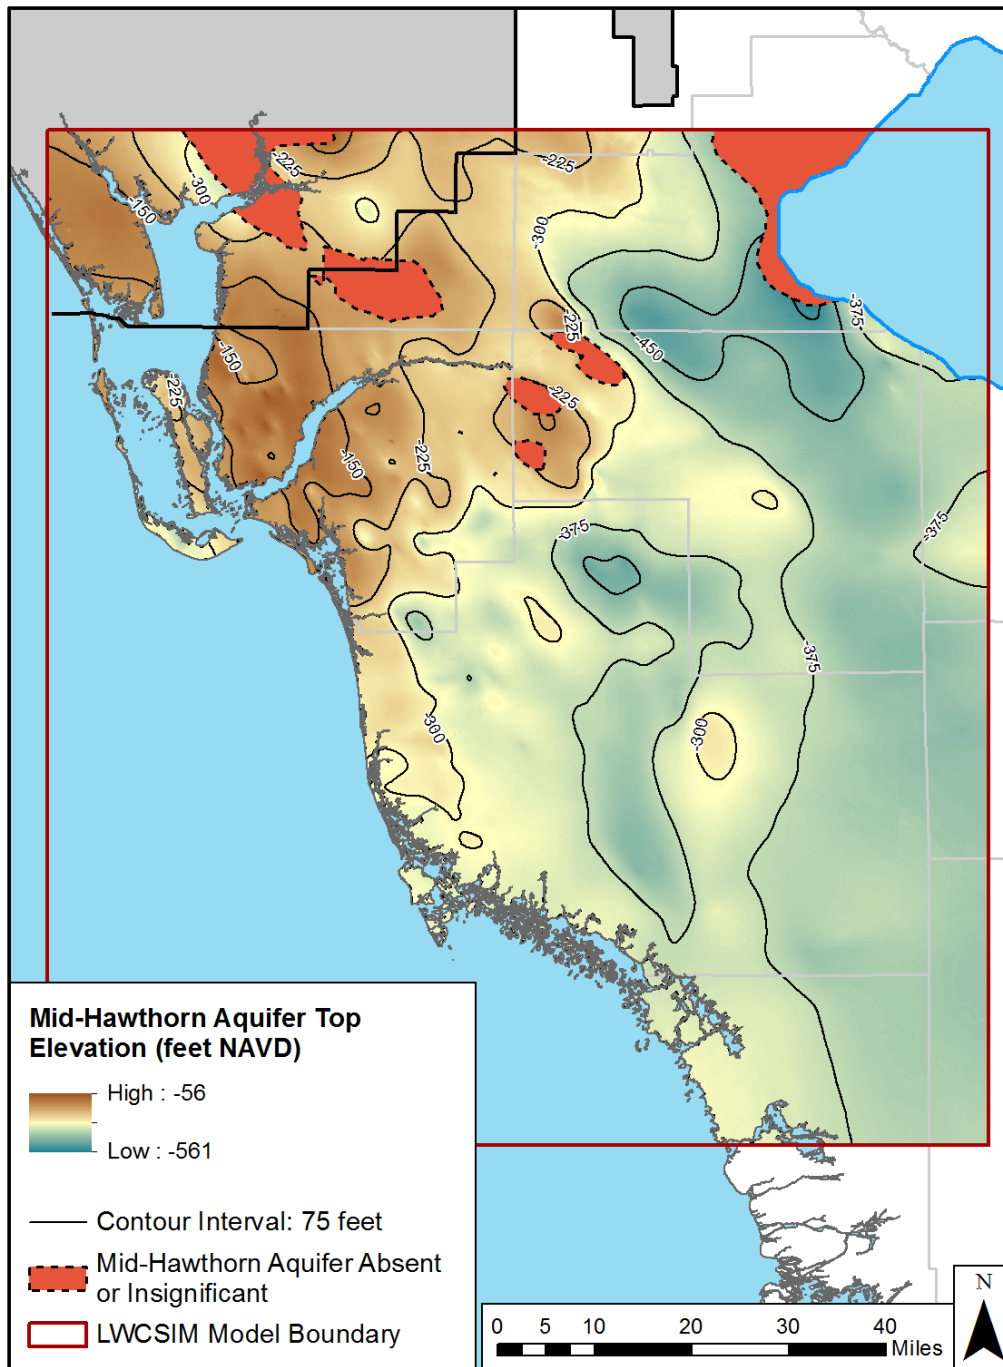 -225
-225
-300
-150
-300
-375
-225
-450
-150
-225
-225
-150
-225
-375
-375
-375
-300
-300
Mid-Hawthorn Aquifer Top
Elevation (feet NAVD)
High : -56
Low : -561
Contour Interval: 75 feet
Mid-Hawthorn Aquifer Absent
or Insignificant
LWCSIM Model Boundary
N
0 5 10 20 30 40
Miles